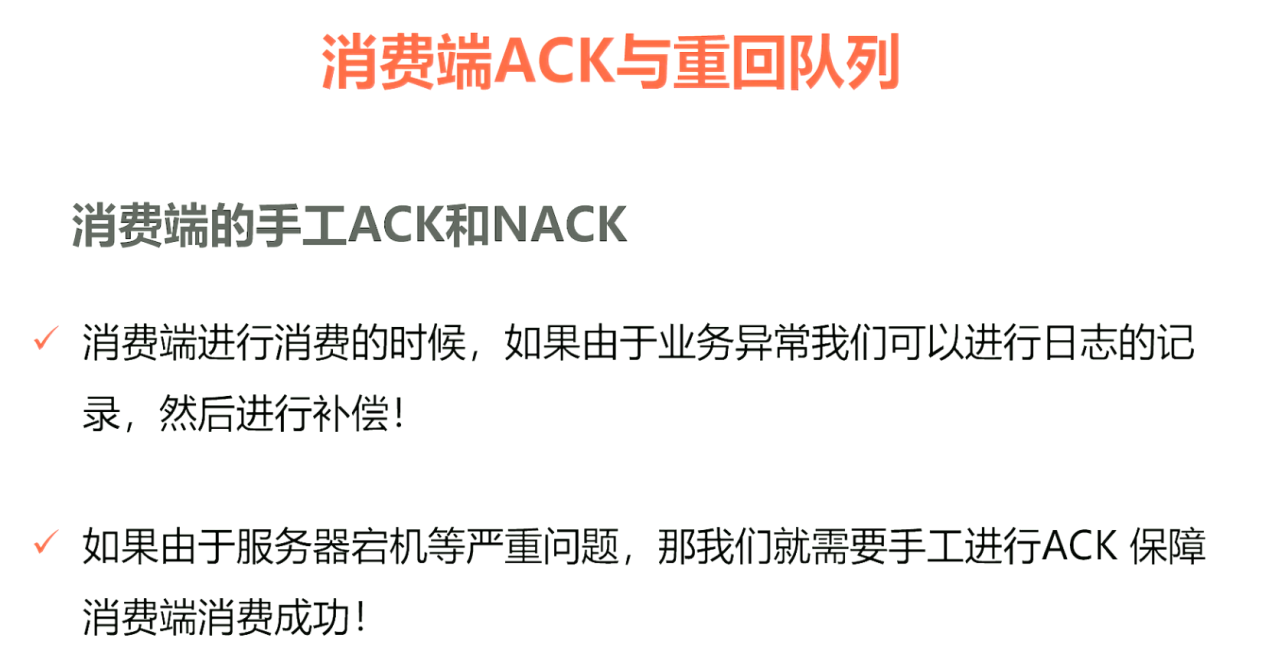 消费端ACK与重回队列
消费端的手工ACK和NACK
消费端进行消费的时候，如果由于业务异常我们可以进行日志的记
录，然后进行补偿！
如果由于服务器宕机等严重问题，那我们就需要手工进行ACK 保障
消费端消费成功！